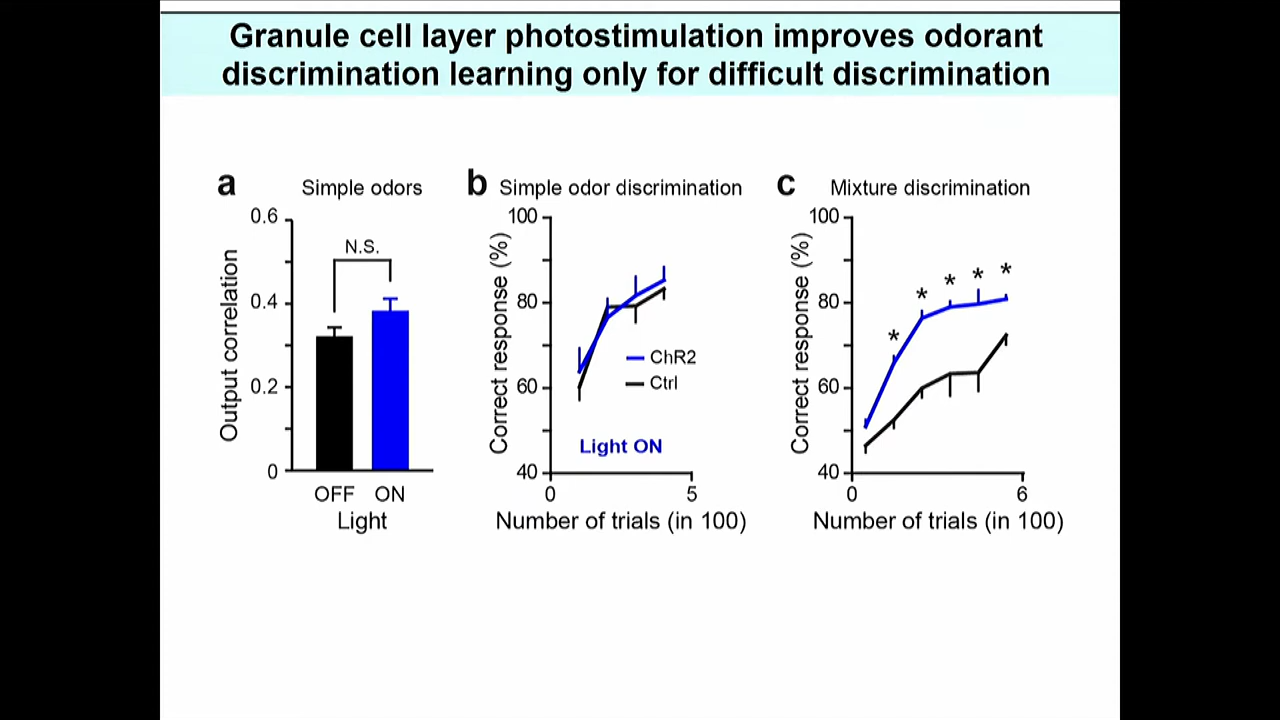 Granule cell layer photostimulation improves odorant
discrimination learning only for difficult discrimination
a
Simple odors
0.6
0.4
0.2
0
Output correlation
N.S.
OFF ON
Light
b
Simple odor discrimination
100
80
60
40
Correct response (%)
ChR2
Ctrl
Light ON
0 5
Number of trials (in 100)
c
Mixture discrimination
100
80
60
40
Correct response (%)
* * * * *
0 6
Number of trials (in 100)